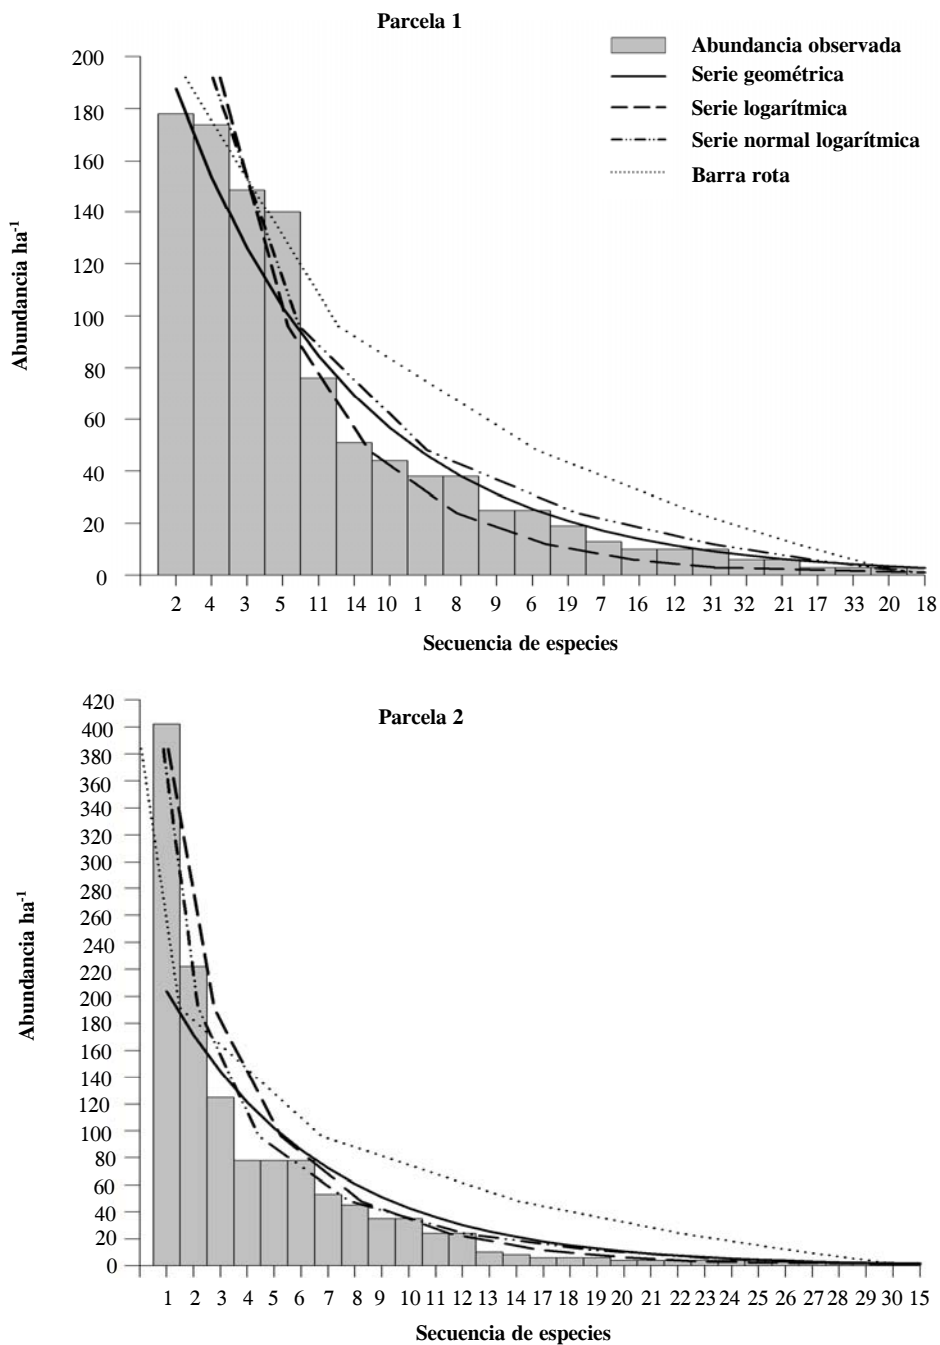 Parcela 1
Abundancia observada
Serie geométrica
Serie logarítmica
Serie normal logarítmica
Barra rota
200
180
160
140
120
100
80
60
40
20
0
Abundancia ha-1
2 4 3 5 11 14 10 1 8 9 6 19 7 16 12 31 32 21 17 33 20 18
Secuencia de especies
Parcela 2
420
400
380
360
340
320
300
280
260
240
220
200
180
160
140
120
100
80
60
40
20
0
Abundancia ha-1
1 2 3 4 5 6 7 8 9 10 11 12 13 14 17 18 19 20 21 22 23 24 25 26 27 28 29 30 15
Secuencia de especies